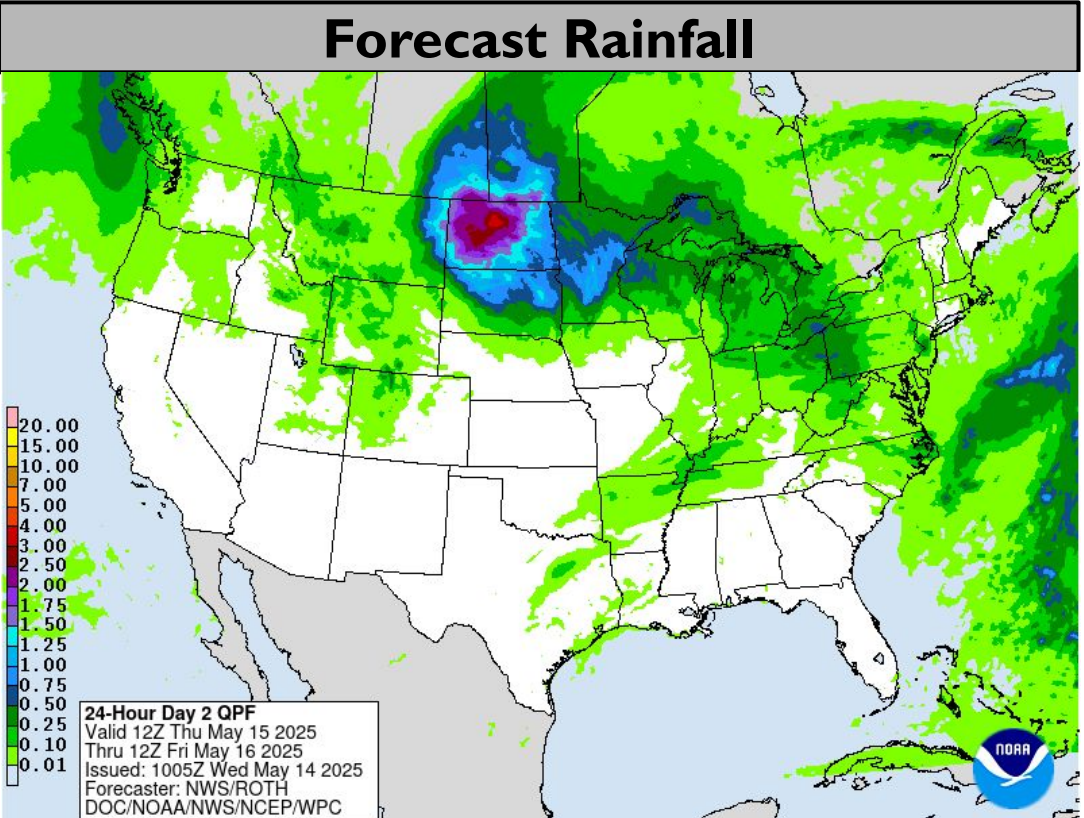 Forecast Rainfall
20.00
15.00
10.00
7.00
5.00
4.00
3.00
2.50
2.00
1.75
1.50
1.25
1.00
0.75
0.50
0.25
0.10
0.01
24-Hour Day 2 QPF
Valid 12Z Thu May 15 2025
Thru 12Z Fri May 16 2025
Issued: 1005Z Wed May 14 2025
Forecaster: NWS/ROTH
DOC/NOAA/NWS/NCEP/WPC
NOAA